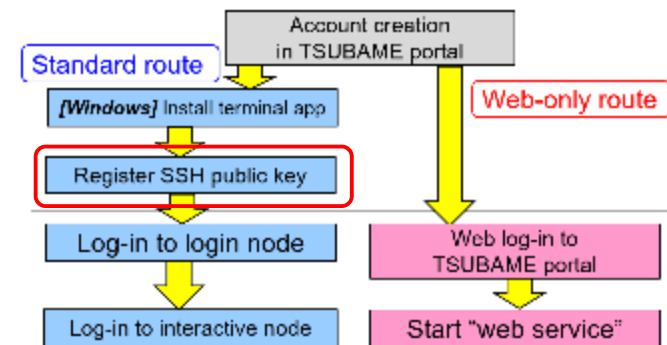 Account creation
in TSUBAME portal
Standard route
Web-only route
[Windows] Install terminal app
Register SSH public key
Log-in to login node
Web log-in to
TSUBAME portal
Log-in to interactive node
Start “web service”